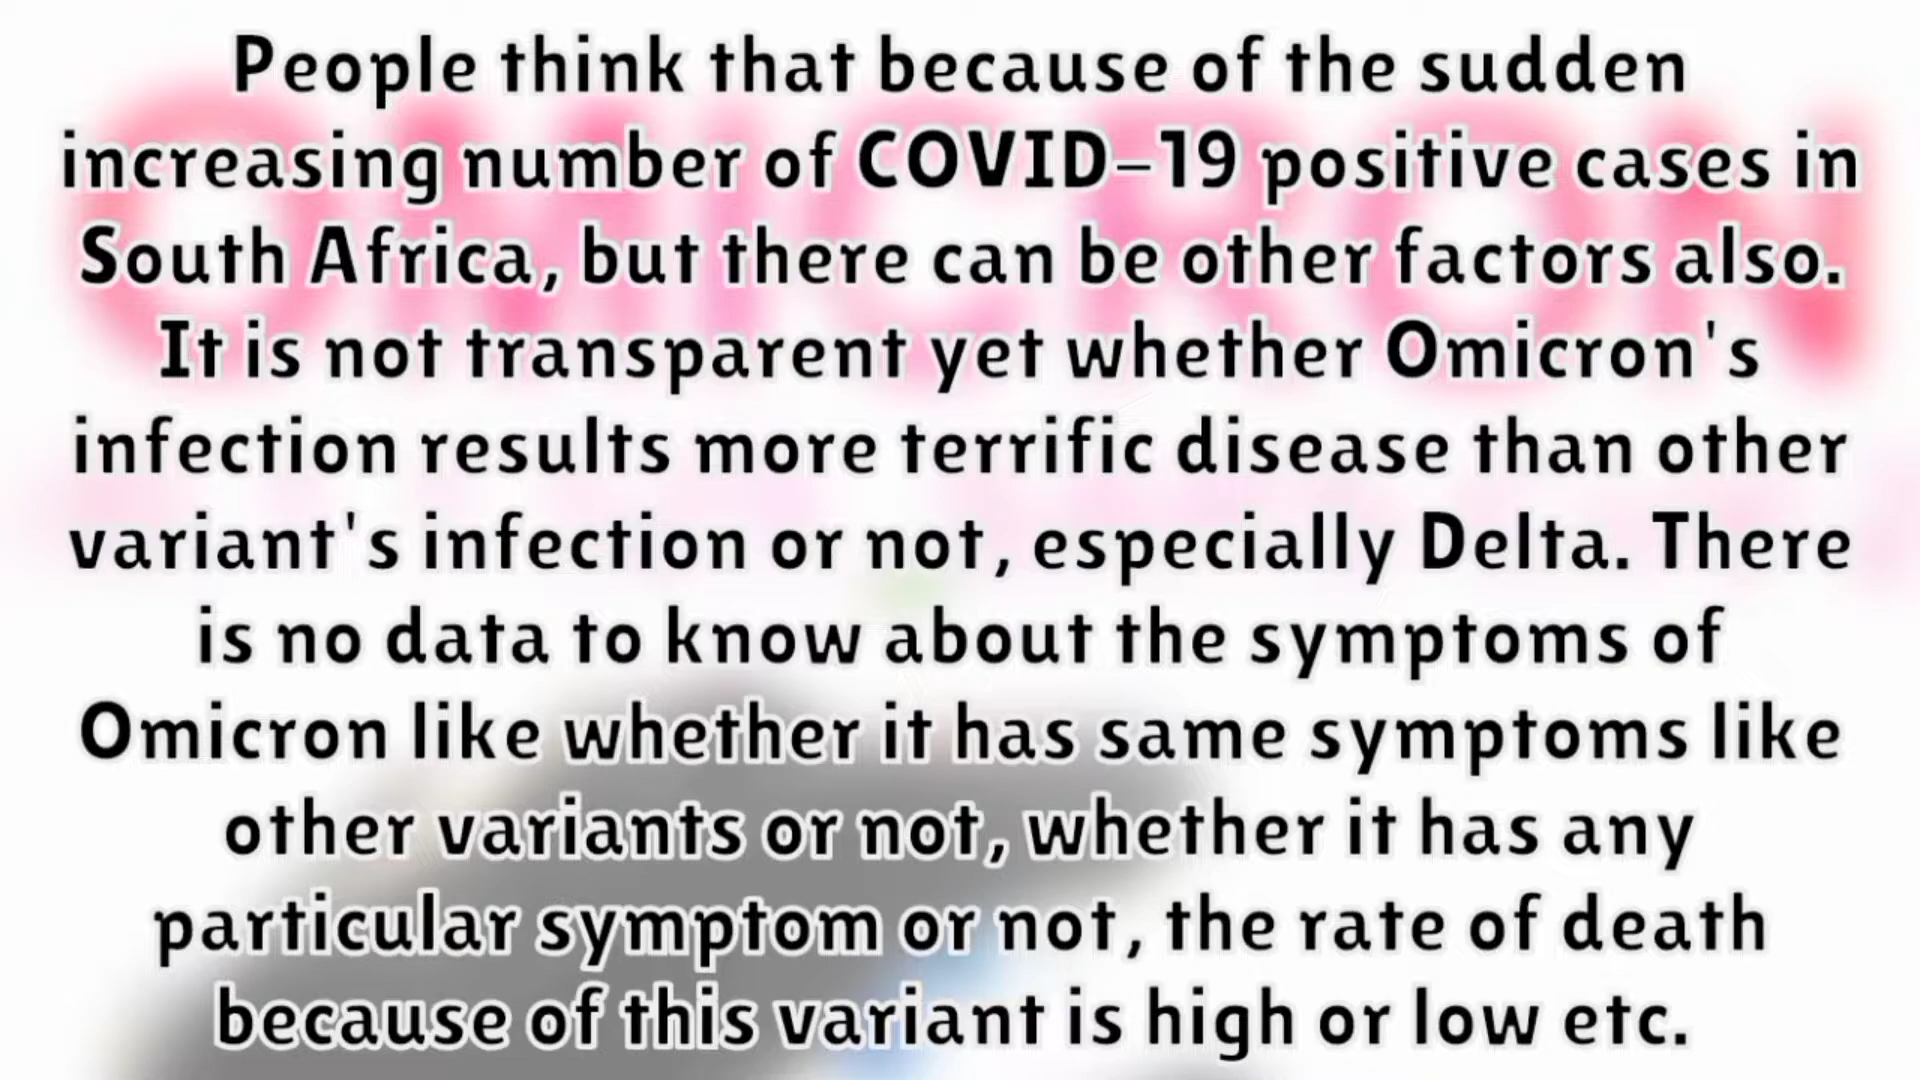 People think that because of the sudden
increasing number of COVID-19 positive cases in
South Africa, but there can be other factors also.
It is not transparent yet whether Omicron's
infection results more terrific disease than other
variant's infection or not, especially Delta. There
is no data to know about the symptoms of
Omicron like whether it has same symptoms like
other variants or not, whether it has any
particular symptom or not, the rate of death
because of this variant is high or low etc.